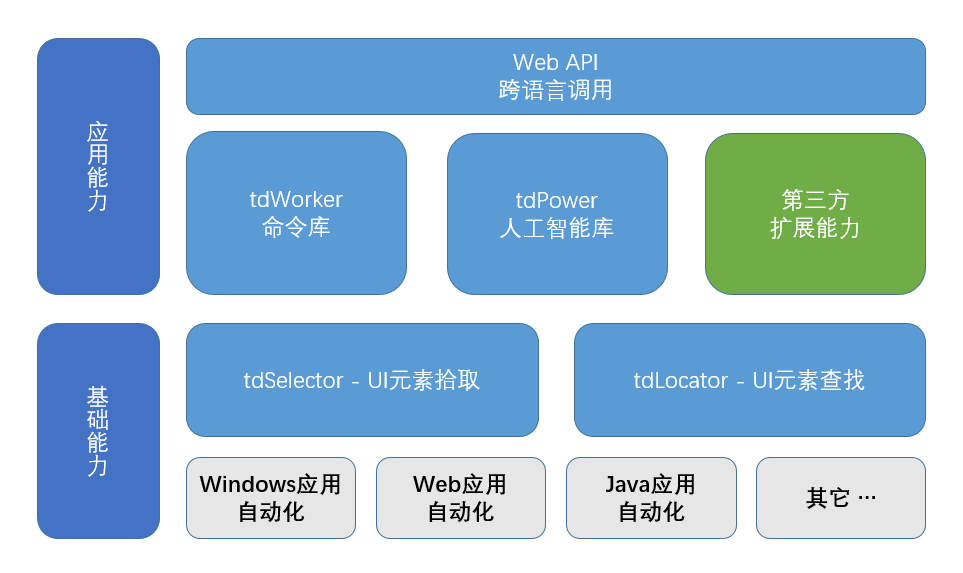 应用能力
Web API
跨语言调用
tdWorker
命令库
tdPower
人工智能库
第三方
扩展能力
基础能力
tdSelector - UI元素拾取
tdLocator - UI元素查找
Windows应用
自动化
Web应用
自动化
Java应用
自动化
其它 ...